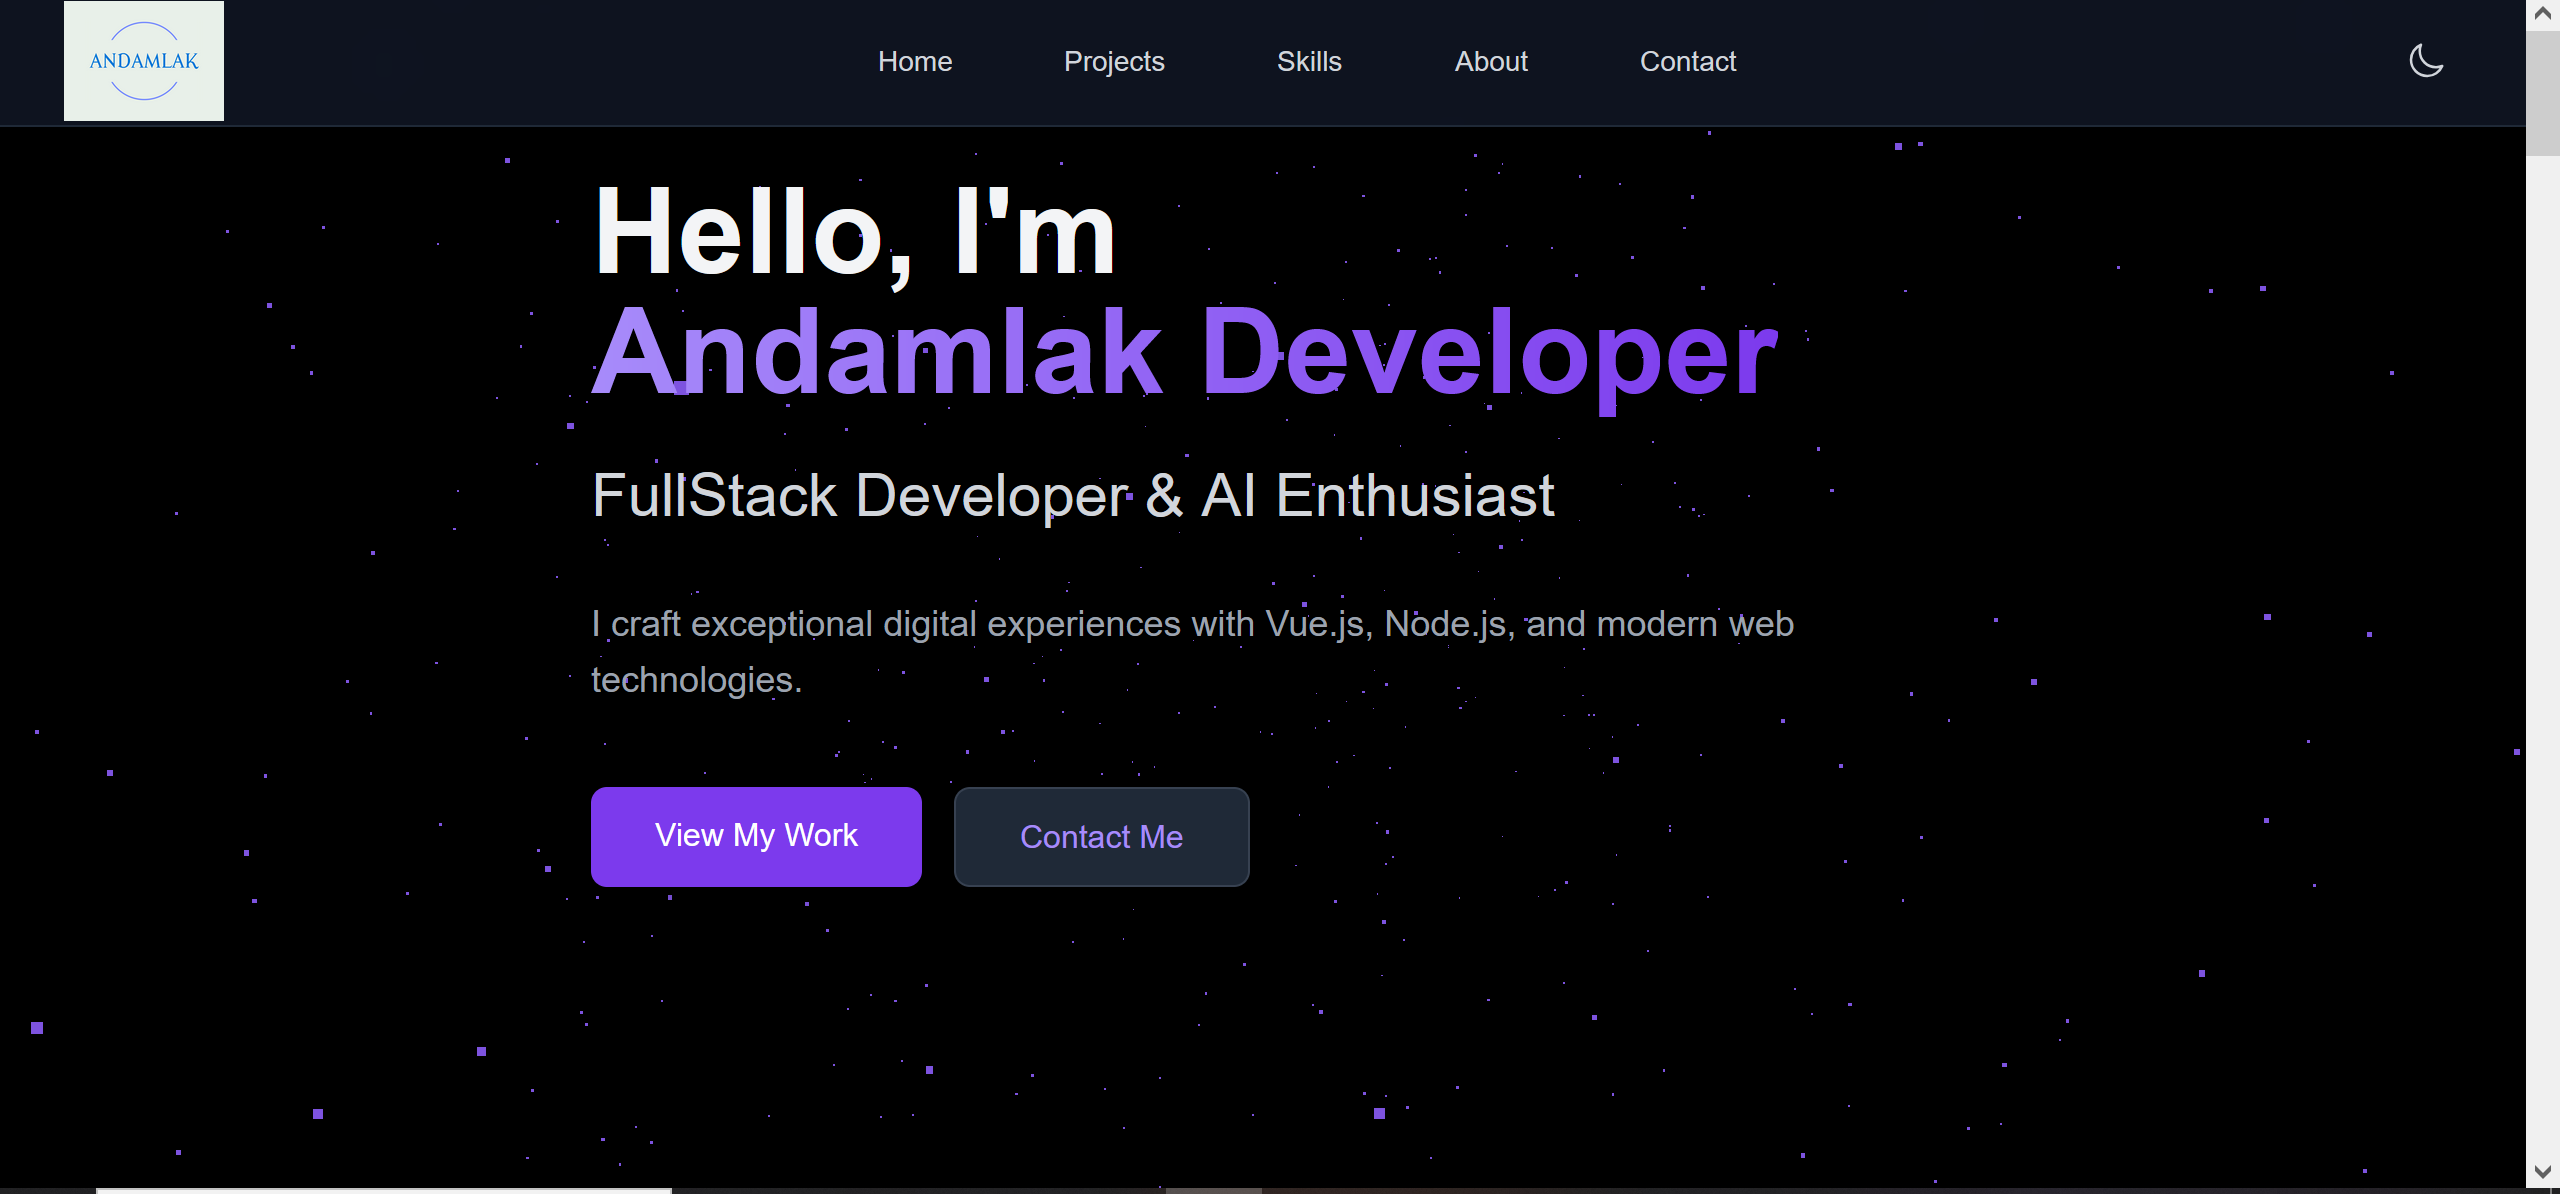 ANDAMLAK
Home Projects Skills About Contact
Hello, I'm
Andamlak Developer
FullStack Developer & AI Enthusiast
I craft exceptional digital experiences with Vue.js, Node.js, and modern web
technologies.
View My Work Contact Me